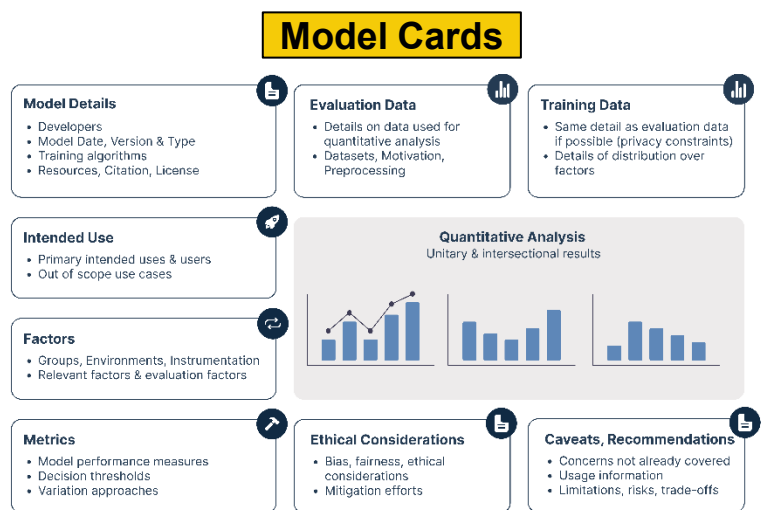 Model Cards
Model Details
• Developers
• Model Date, Version & Type
• Training algorithms
• Resources, Citation, License
Evaluation Data
• Details on data used for
quantitative analysis
• Datasets, Motivation,
Preprocessing
Training Data
• Same detail as evaluation data
if possible (privacy constraints)
• Details of distribution over
factors
Intended Use
• Primary intended uses & users
• Out of scope use cases
Quantitative Analysis
Unitary & intersectional results
Factors
• Groups, Environments, Instrumentation
• Relevant factors & evaluation factors
Metrics
• Model performance measures
• Decision thresholds
• Variation approaches
Ethical Considerations
• Bias, fairness, ethical
considerations
• Mitigation efforts
Caveats, Recommendations
• Concerns not already covered
• Usage information
• Limitations, risks, trade-offs